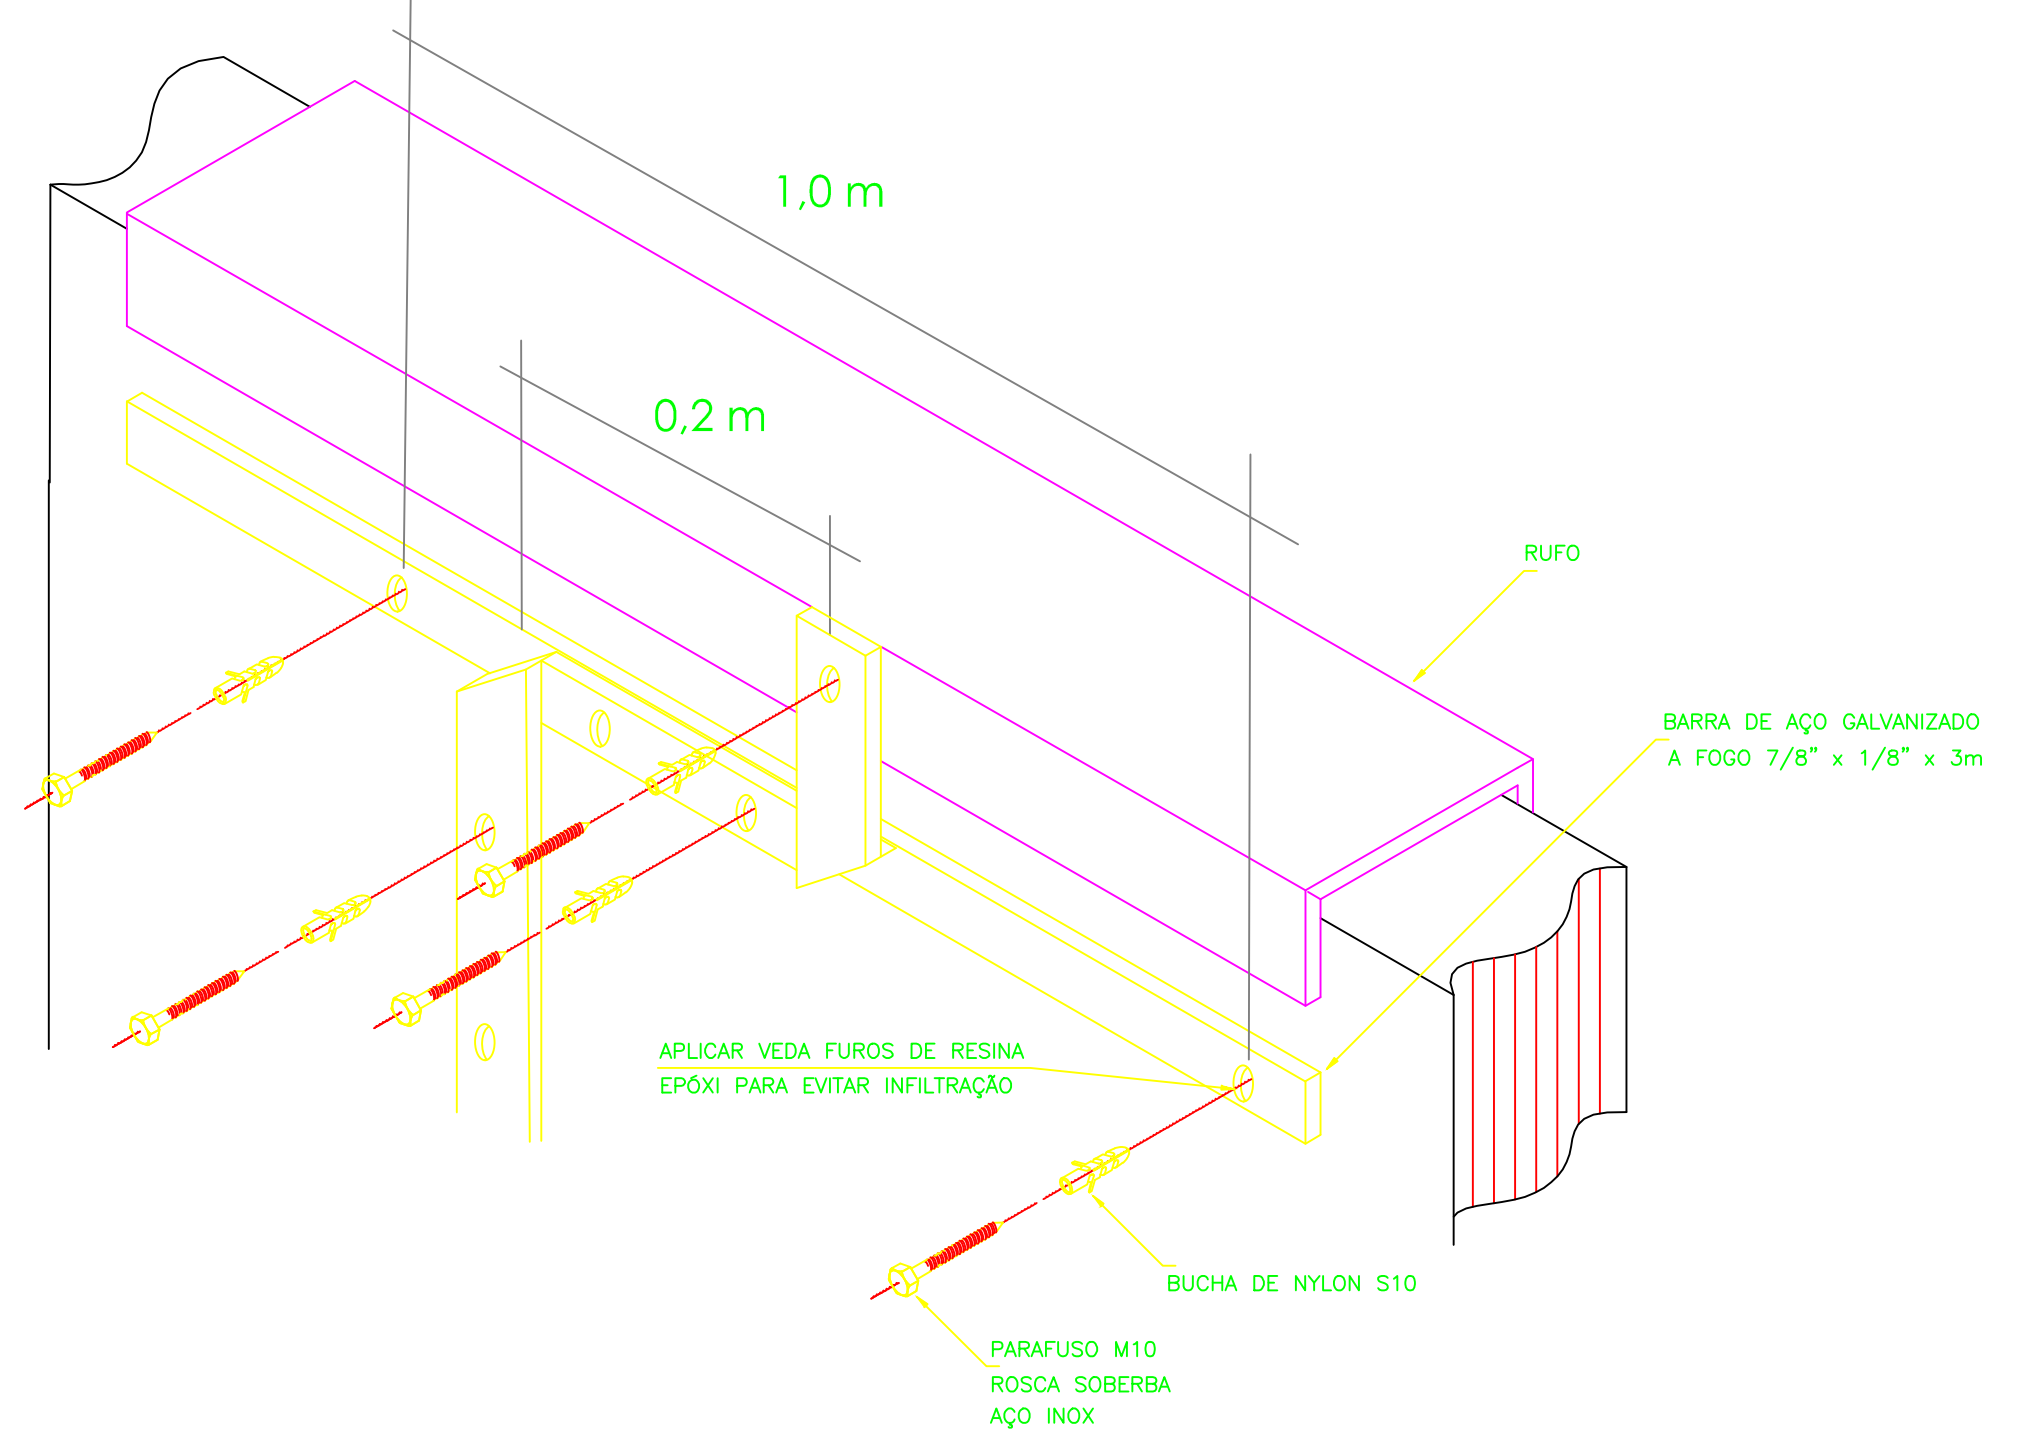 1,0 m
0,2 m
RUFO
BARRA DE AÇO GALVANIZADO
A FOGO 7/8” x 1/8” x 3m
APLICAR VEDA FUROS DE RESINA
EPÓXI PARA EVITAR INFILTRAÇÃO
BUCHA DE NYLON S10
PARAFUSO M10
ROSCA SOBERBA
AÇO INOX